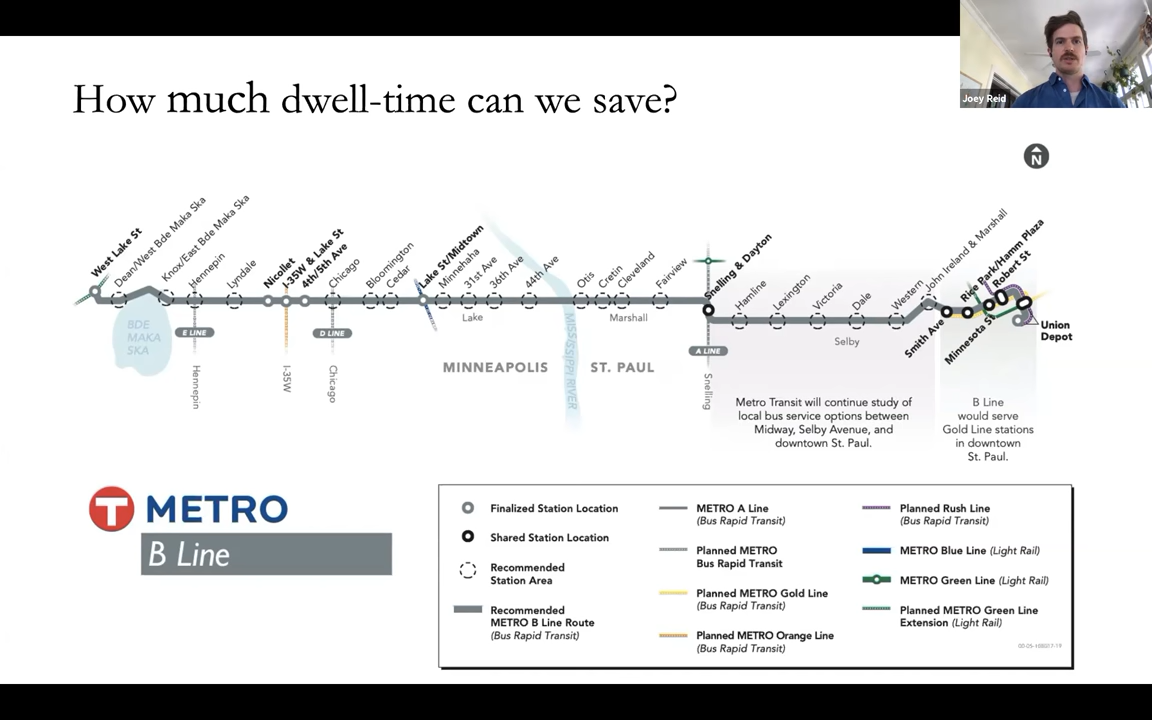 How much dwell-time can we save?
Joey Reid
N
West Lake St
Dean/West Bde Maka Ska
Knox/East Bde Maka Ska
Hennepin
Lyndale
Nicollet
I-35W & Lake St
4th/5th Ave
Chicago
Bloomington
Cedar
Lake St/Midtown
Minnehaha
31st Ave
36th Ave
44th Ave
Otis
Cretin
Cleveland
Fairview
Snelling & Dayton
Hamline
Lexington
Victoria
Dale
Western
John Ireland & Marshall
Smith Ave
Rice Park/Hamm Plaza
Minnesota St
Robert St
Union
Depot
BDE
MAKA
SKA
E LINE
Hennepin
I-35W
D LINE
Chicago
Lake
MINNEAPOLIS
MISSISSIPPI RIVER
ST. PAUL
Marshall
A LINE
Snelling
Selby
Metro Transit will continue study of
local bus service options between
Midway, Selby Avenue, and
downtown St. Paul.
B Line
would serve
Gold Line stations
in downtown
St. Paul.
T METRO
B Line
Finalized Station Location
Shared Station Location
Recommended
Station Area
Recommended
METRO B Line Route
(Bus Rapid Transit)
METRO A Line
(Bus Rapid Transit)
Planned METRO
Bus Rapid Transit
Planned METRO Gold Line
(Bus Rapid Transit)
Planned METRO Orange Line
(Bus Rapid Transit)
Planned Rush Line
(Bus Rapid Transit)
METRO Blue Line (Light Rail)
METRO Green Line (Light Rail)
Planned METRO Green Line
Extension (Light Rail)